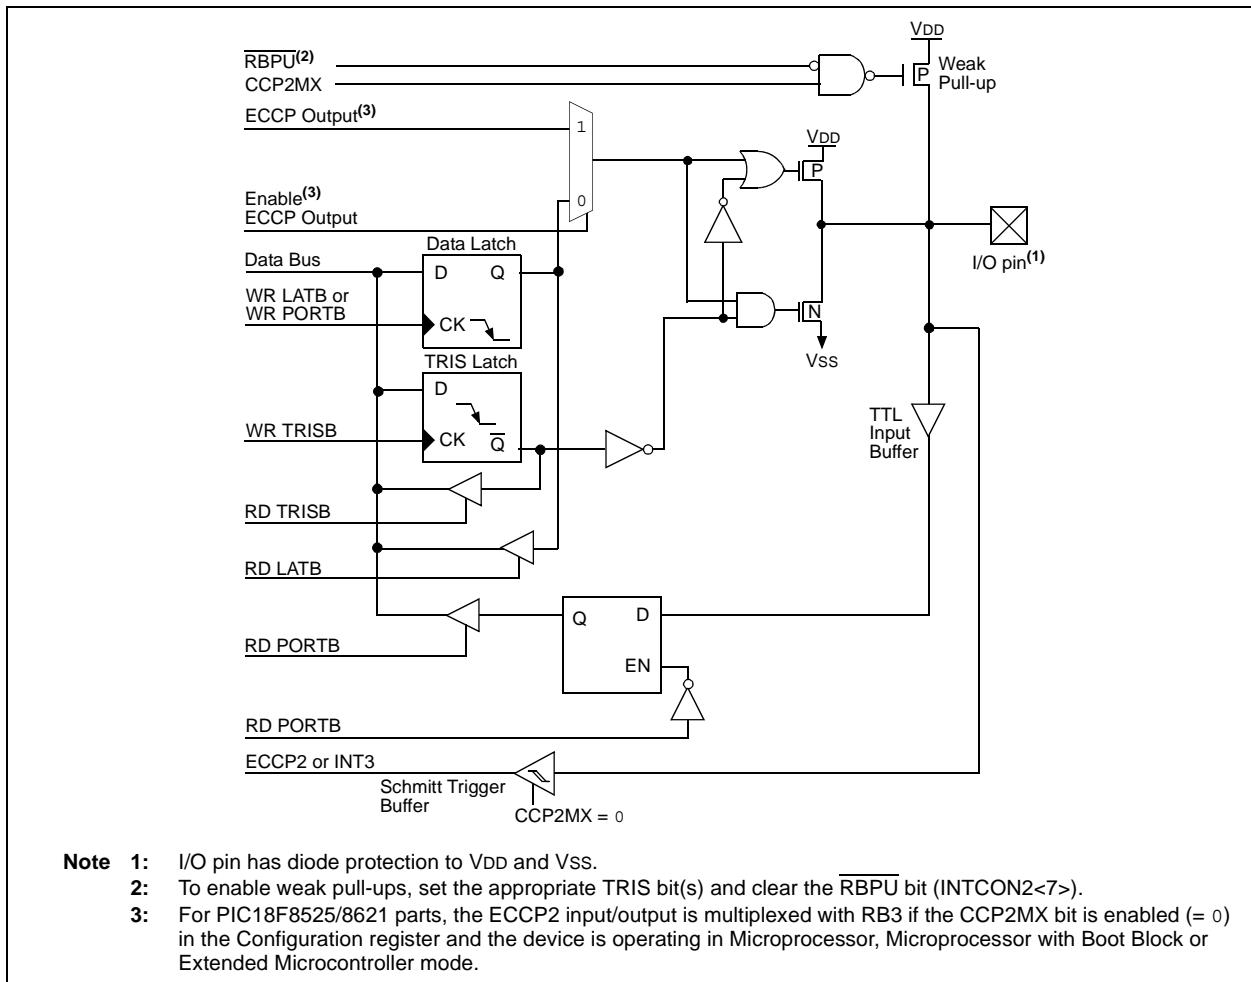 VDD
RBPU(2)
CCP2MX
P
Weak
Pull-up
ECCP Output(3)
1
VDD
P
Enable(3)
ECCP Output
0
I/O pin(1)
Data Latch
Data Bus
D Q
WR LATB or
WR PORTB
CK
N
VSS
TRIS Latch
D
WR TRISB
CK Q
TTL
Input
Buffer
RD TRISB
RD LATB
Q D
RD PORTB
EN
RD PORTB
ECCP2 or INT3
Schmitt Trigger
Buffer
CCP2MX = 0
Note 1: I/O pin has diode protection to VDD and VSS.
2: To enable weak pull-ups, set the appropriate TRIS bit(s) and clear the RBPU bit (INTCON2<7>).
3: For PIC18F8525/8621 parts, the ECCP2 input/output is multiplexed with RB3 if the CCP2MX bit is enabled (= 0)
in the Configuration register and the device is operating in Microprocessor, Microprocessor with Boot Block or
Extended Microcontroller mode.